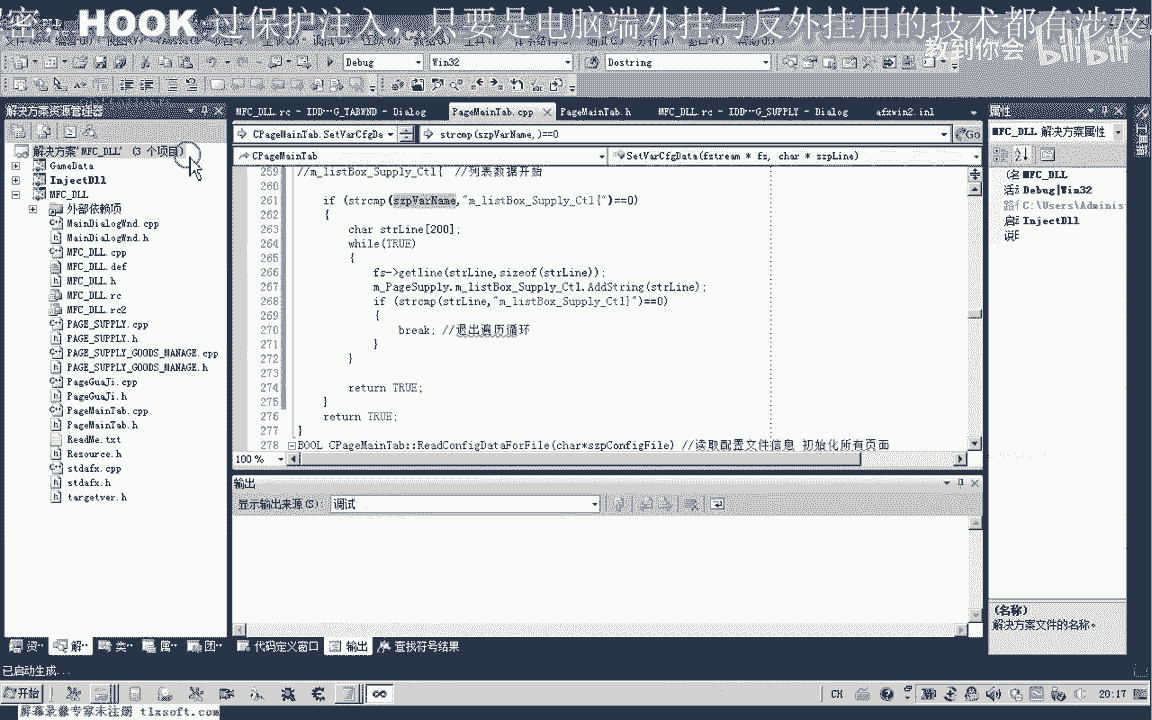 密，HOOK 过保护注入，只要是电脑端外挂与反外挂用的技术都有涉及
教到你会 bilibili
Debug
Win32
Dostring
解决方案资源管理器
解决方案'MFC_DLL' (3 个项目)
GameData
InjectDll
MFC_DLL
外部依赖项
MainDialogWnd.cpp
MainDialogWnd.h
MFC_DLL.cpp
MFC_DLL.def
MFC_DLL.h
MFC_DLL.rc
MFC_DLL.rc2
PAGE_SUPPLY.cpp
PAGE_SUPPLY.h
PAGE_SUPPLY_GOODS_MANAGE.cpp
PAGE_SUPPLY_GOODS_MANAGE.h
PageGuaJi.cpp
PageGuaJi.h
PageMainTab.cpp
PageMainTab.h
ReadMe.txt
Resource.h
stdafx.cpp
stdafx.h
targetver.h
MFC_DLL.rc - IDD…G_TABWND - Dialog
PageMainTab.cpp
PageMainTab.h
MFC_DLL.rc - IDD…G_SUPPLY - Dialog
afxwin2.inl
CPageMainTab.SetVarCfgDa
strcmp(szpVarName,)==0
Go
CPageMainTab
SetVarCfgData(fstream * fs, char * szpLine)
259 //m_listBox_Supply_Ctl{ //列表数据开始
260
261 if (strcmp(szpVarName,"m_listBox_Supply_Ctl{")==0)
262 {
263 char strLine[200];
264 while(TRUE)
265 {
266 fs->getline(strLine,sizeof(strLine));
267 m_PageSupply.m_listBox_Supply_Ctl.AddString(strLine);
268 if (strcmp(strLine,"m_listBox_Supply_Ctl}")==0)
269 {
270 break; //退出遍历循环
271 }
272 }
273
274 return TRUE;
275 }
276 return TRUE;
277 }
278 BOOL CPageMainTab::ReadConfigDataForFile(char*szpConfigFile) //读取配置文件信息 初始化所有页面
100 %
输出
显示输出来源(S): 调试
代码定义窗口 输出 查找符号结果
属性
MFC_DLL 解决方案属性
(名 MFC_DLL
活 Debug|Win32
路 C:\Users\Adminis
启 InjectDll
说
(名称)
解决方案文件的名称。
资… 解… 类… 属… 团…
已启动生成...
开始
CH
20:17
屏幕录像专家未注册 tlxsoft.com